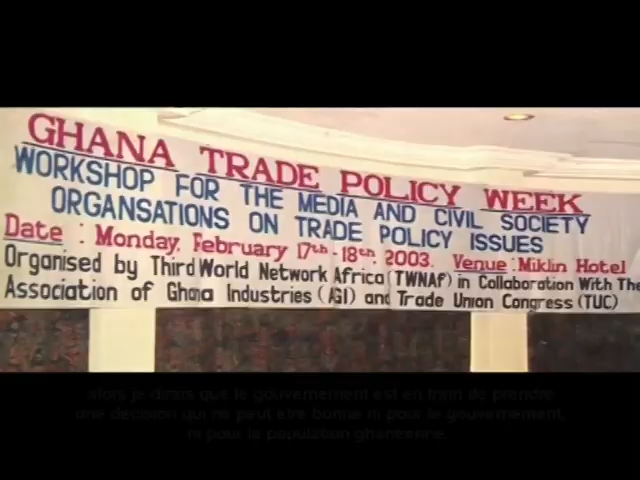 GHANA TRADE POLICY WEEK
WORKSHOP FOR THE MEDIA AND CIVIL SOCIETY
ORGANSATIONS ON TRADE POLICY ISSUES
Date : Monday, February 17th - 18th, 2003. Venue : Miklin Hotel
Organised by Third World Network Africa (TWNAf) in Collaboration With The
Association of Ghana Industries (AGI) and Trade Union Congress (TUC)
alors je dirais que le gouvernement est en train de prendre
une décision qui ne peut être bonne ni pour le gouvernement,
ni pour la population ghanéenne.